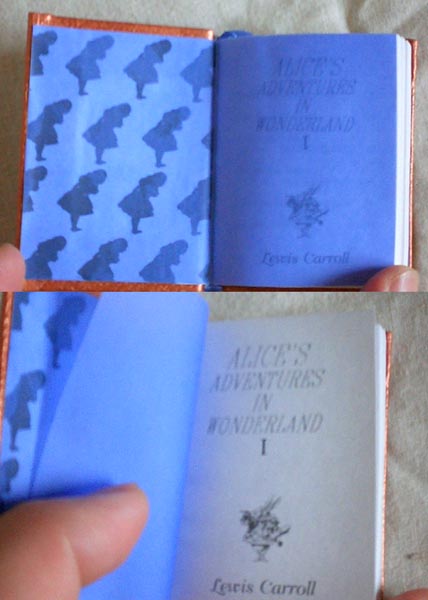 ALICE'S
ADVENTURES
IN
WONDERLAND
I
Lewis Carroll
ALICE'S
ADVENTURES
IN
WONDERLAND
I
Lewis Carroll